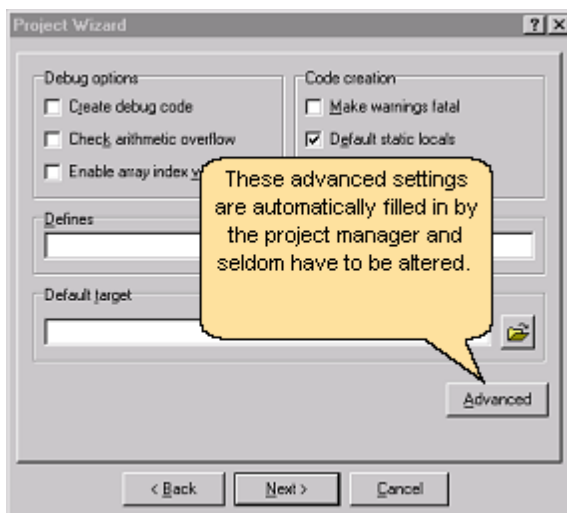 Project Wizard
Debug options
Create debug code
Check arithmetic overflow
Enable array index
Code creation
Make warnings fatal
Default static locals
These advanced settings
are automatically filled in by
the project manager and
seldom have to be altered.
Defines
Default target
Advanced
< Back
Next >
Cancel